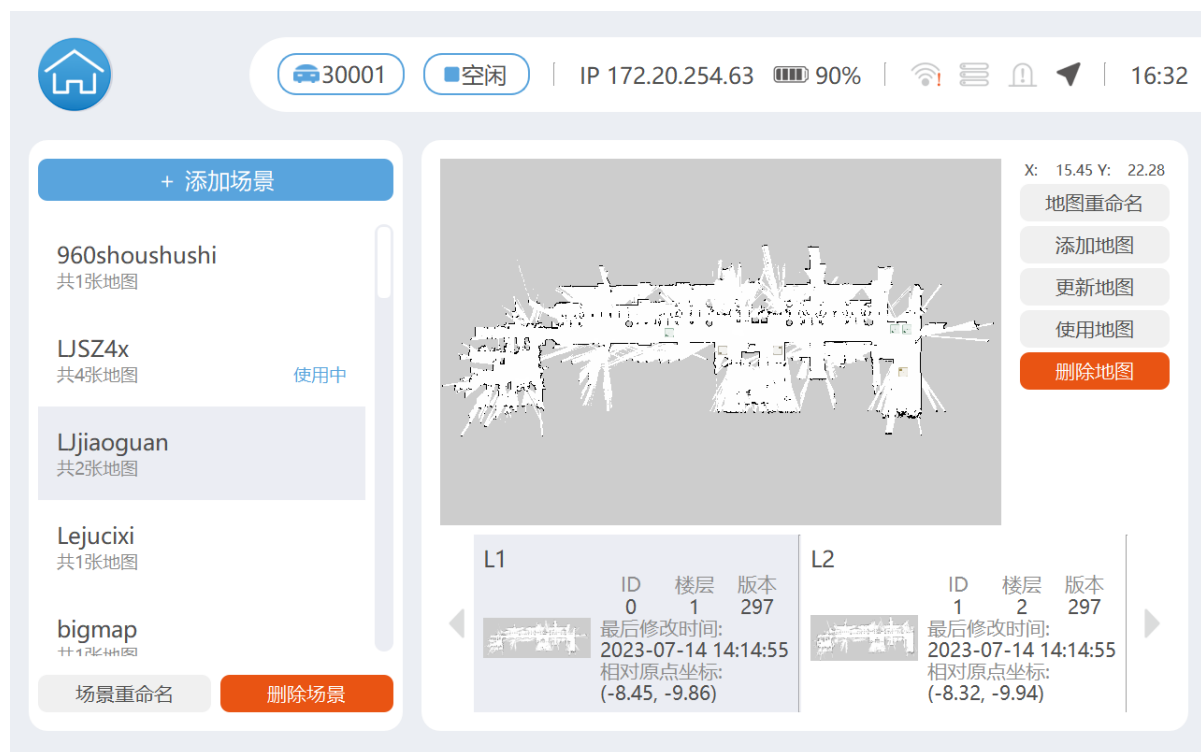 30001
空闲
IP 172.20.254.63
90%
16:32
+ 添加场景
960shoushushi
共1张地图
LJSZ4x
共4张地图
使用中
LJjiaoguan
共2张地图
Lejucixi
共1张地图
bigmap
共1张地图
场景重命名
删除场景
X: 15.45 Y: 22.28
地图重命名
添加地图
更新地图
使用地图
删除地图
L1
ID 楼层 版本
0 1 297
最后修改时间:
2023-07-14 14:14:55
相对原点坐标:
(-8.45, -9.86)
L2
ID 楼层 版本
1 2 297
最后修改时间:
2023-07-14 14:14:55
相对原点坐标:
(-8.32, -9.94)